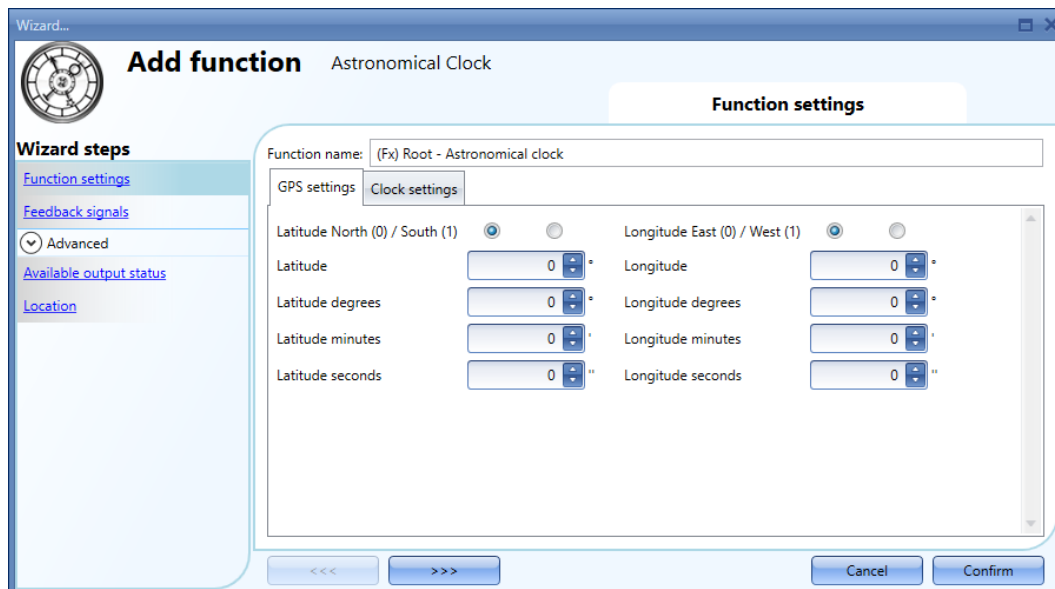 Wizard...
Add function Astronomical Clock
Function settings
Wizard steps
Function settings
Feedback signals
Advanced
Available output status
Location
Function name: (Fx) Root - Astronomical clock
GPS settings Clock settings
Latitude North (0) / South (1) Longitude East (0) / West (1)
Latitude 0 ° Longitude 0 °
Latitude degrees 0 ° Longitude degrees 0 °
Latitude minutes 0 ' Longitude minutes 0 '
Latitude seconds 0 " Longitude seconds 0 "
<<< >>> Cancel Confirm